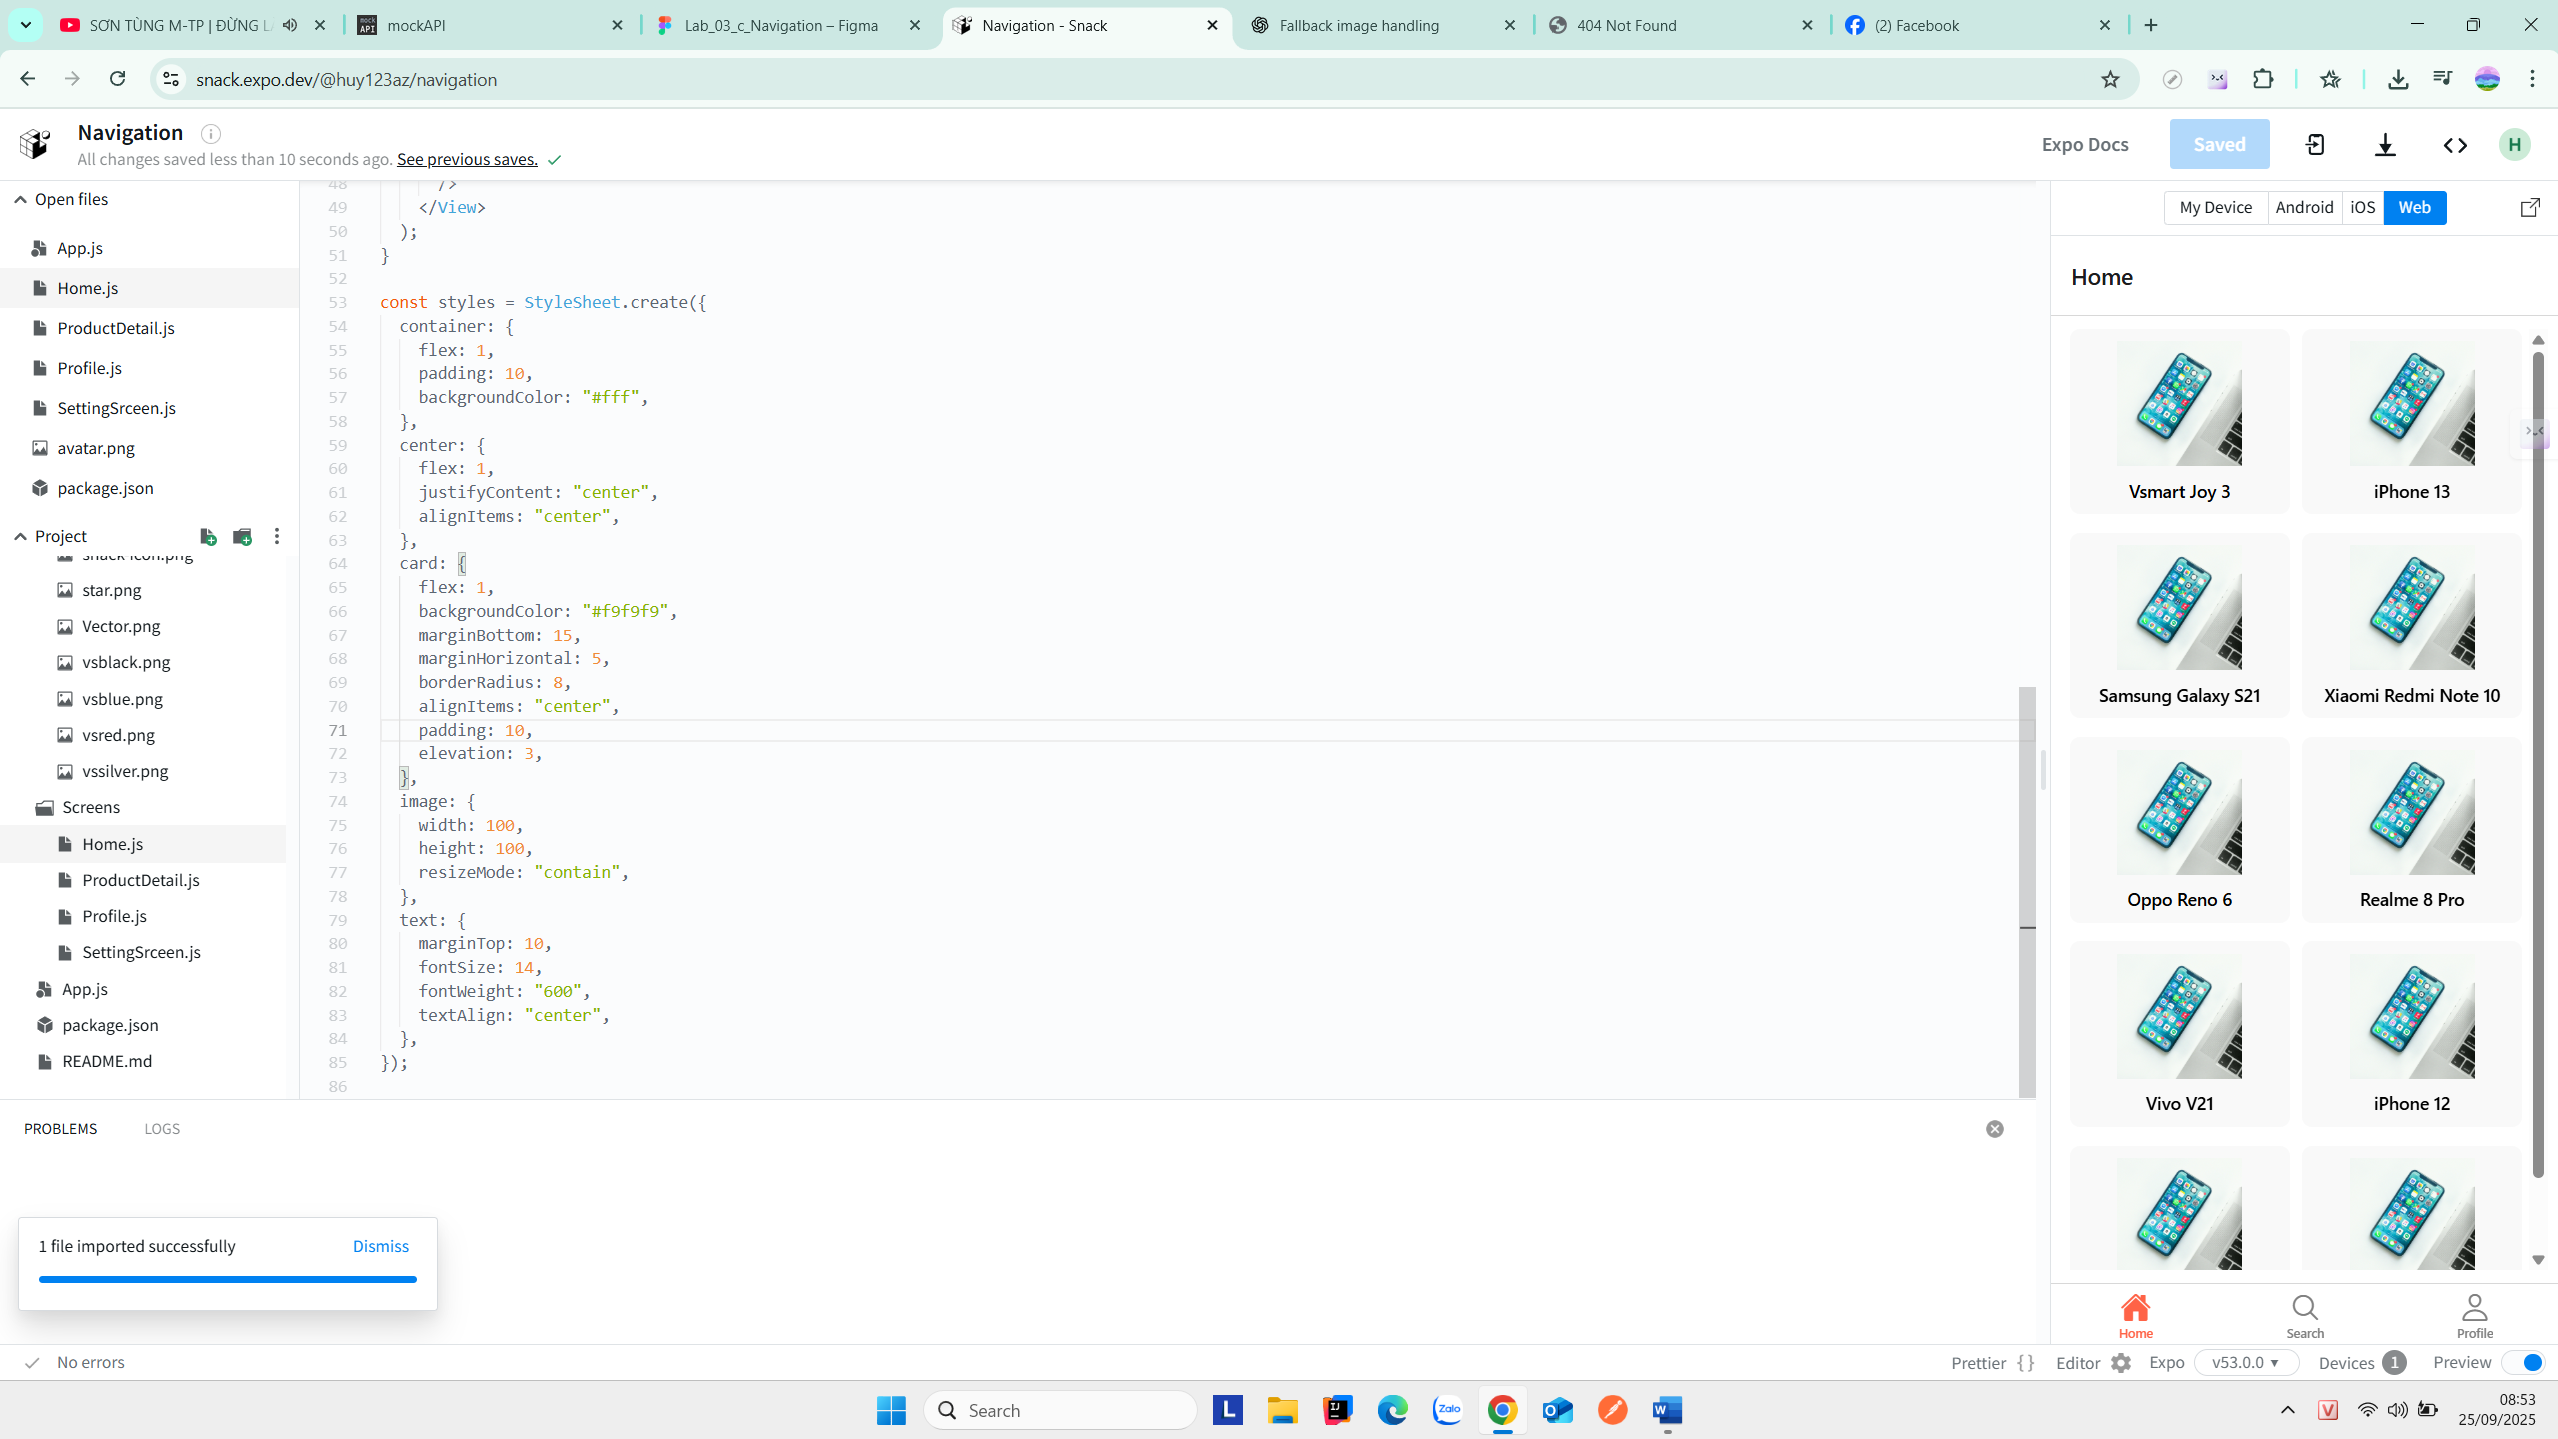 SƠN TÙNG M-TP | ĐỪNG L
mockAPI
Lab_03_c_Navigation – Figma
Navigation - Snack
Fallback image handling
404 Not Found
(2) Facebook
snack.expo.dev/@huy123az/navigation
Navigation
All changes saved less than 10 seconds ago. See previous saves.
Expo Docs
Saved
H
Open files
App.js
Home.js
ProductDetail.js
Profile.js
SettingSrceen.js
avatar.png
package.json
Project
snack-icon.png
star.png
Vector.png
vsblack.png
vsblue.png
vsred.png
vssilver.png
Screens
Home.js
ProductDetail.js
Profile.js
SettingSrceen.js
App.js
package.json
README.md
48 />
49 </View>
50 );
51 }
52
53 const styles = StyleSheet.create({
54 container: {
55 flex: 1,
56 padding: 10,
57 backgroundColor: "#fff",
58 },
59 center: {
60 flex: 1,
61 justifyContent: "center",
62 alignItems: "center",
63 },
64 card: {
65 flex: 1,
66 backgroundColor: "#f9f9f9",
67 marginBottom: 15,
68 marginHorizontal: 5,
69 borderRadius: 8,
70 alignItems: "center",
71 padding: 10,
72 elevation: 3,
73 },
74 image: {
75 width: 100,
76 height: 100,
77 resizeMode: "contain",
78 },
79 text: {
80 marginTop: 10,
81 fontSize: 14,
82 fontWeight: "600",
83 textAlign: "center",
84 },
85 });
86
My Device
Android
iOS
Web
Home
Vsmart Joy 3
iPhone 13
Samsung Galaxy S21
Xiaomi Redmi Note 10
Oppo Reno 6
Realme 8 Pro
Vivo V21
iPhone 12
Home
Search
Profile
PROBLEMS
LOGS
1 file imported successfully
Dismiss
No errors
Prettier {}
Editor
Expo
v53.0.0
Devices 1
Preview
Search
08:53
25/09/2025